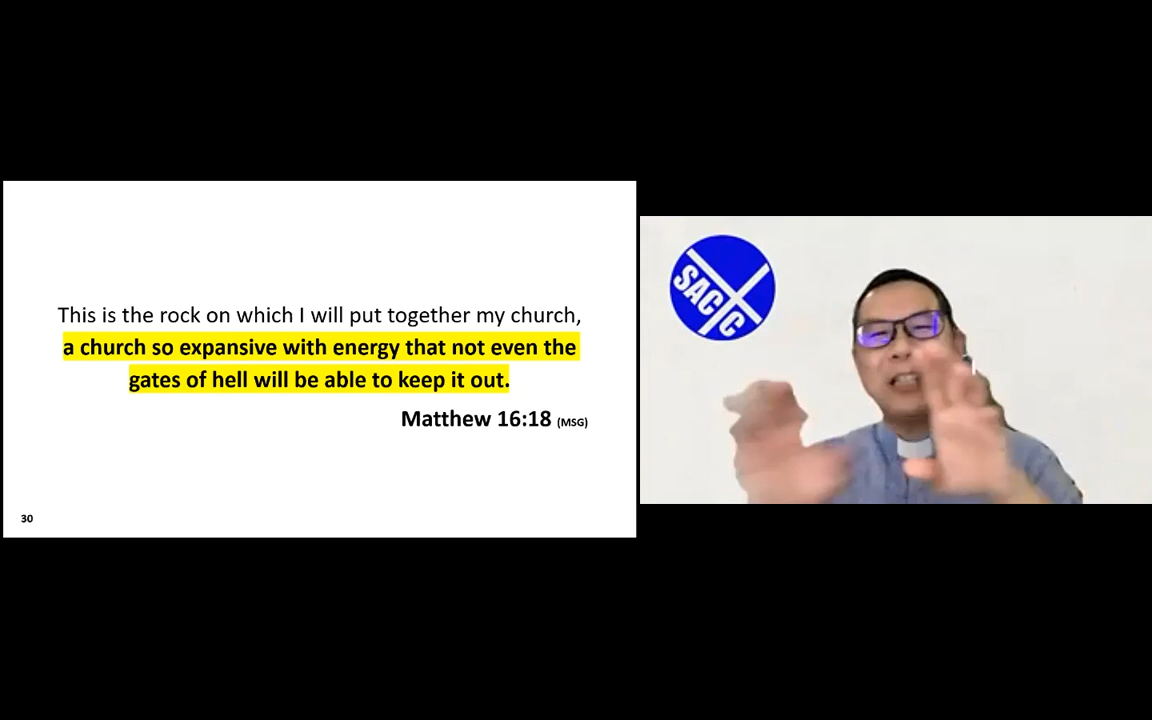 This is the rock on which I will put together my church,
a church so expansive with energy that not even the
gates of hell will be able to keep it out.
Matthew 16:18 (MSG)
30
SACC